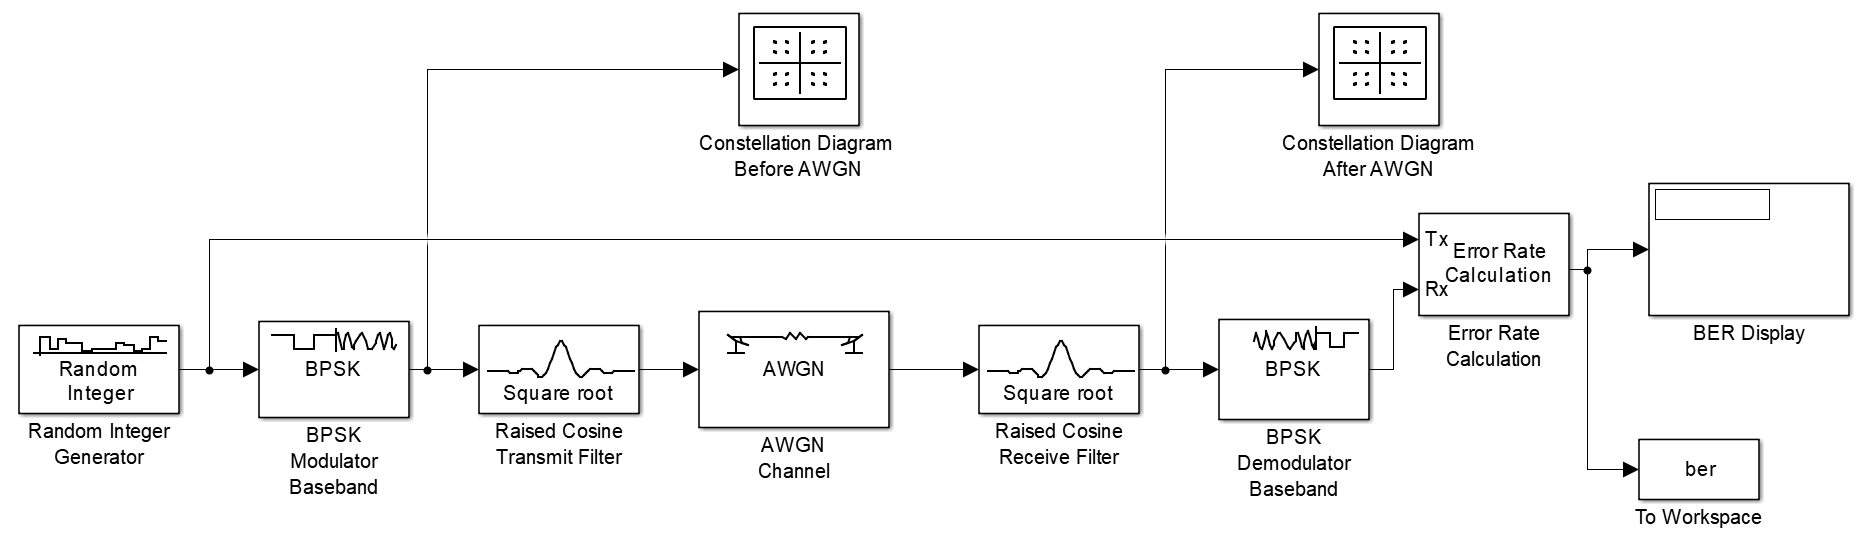 Constellation Diagram
Before AWGN
Constellation Diagram
After AWGN
Tx
Error Rate
Calculation
Rx
Error Rate
Calculation
BER Display
Random
Integer
Random Integer
Generator
BPSK
BPSK
Modulator
Baseband
Square root
Raised Cosine
Transmit Filter
AWGN
AWGN
Channel
Square root
Raised Cosine
Receive Filter
BPSK
BPSK
Demodulator
Baseband
ber
To Workspace